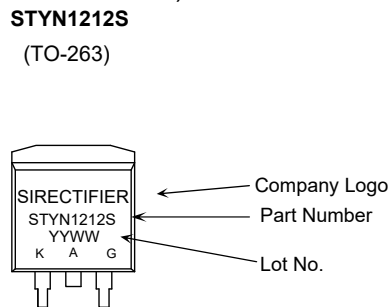 STYN1212S
(TO-263)
SIRECTIFIER
STYN1212S
YYWW
K A G
Company Logo
Part Number
Lot No.